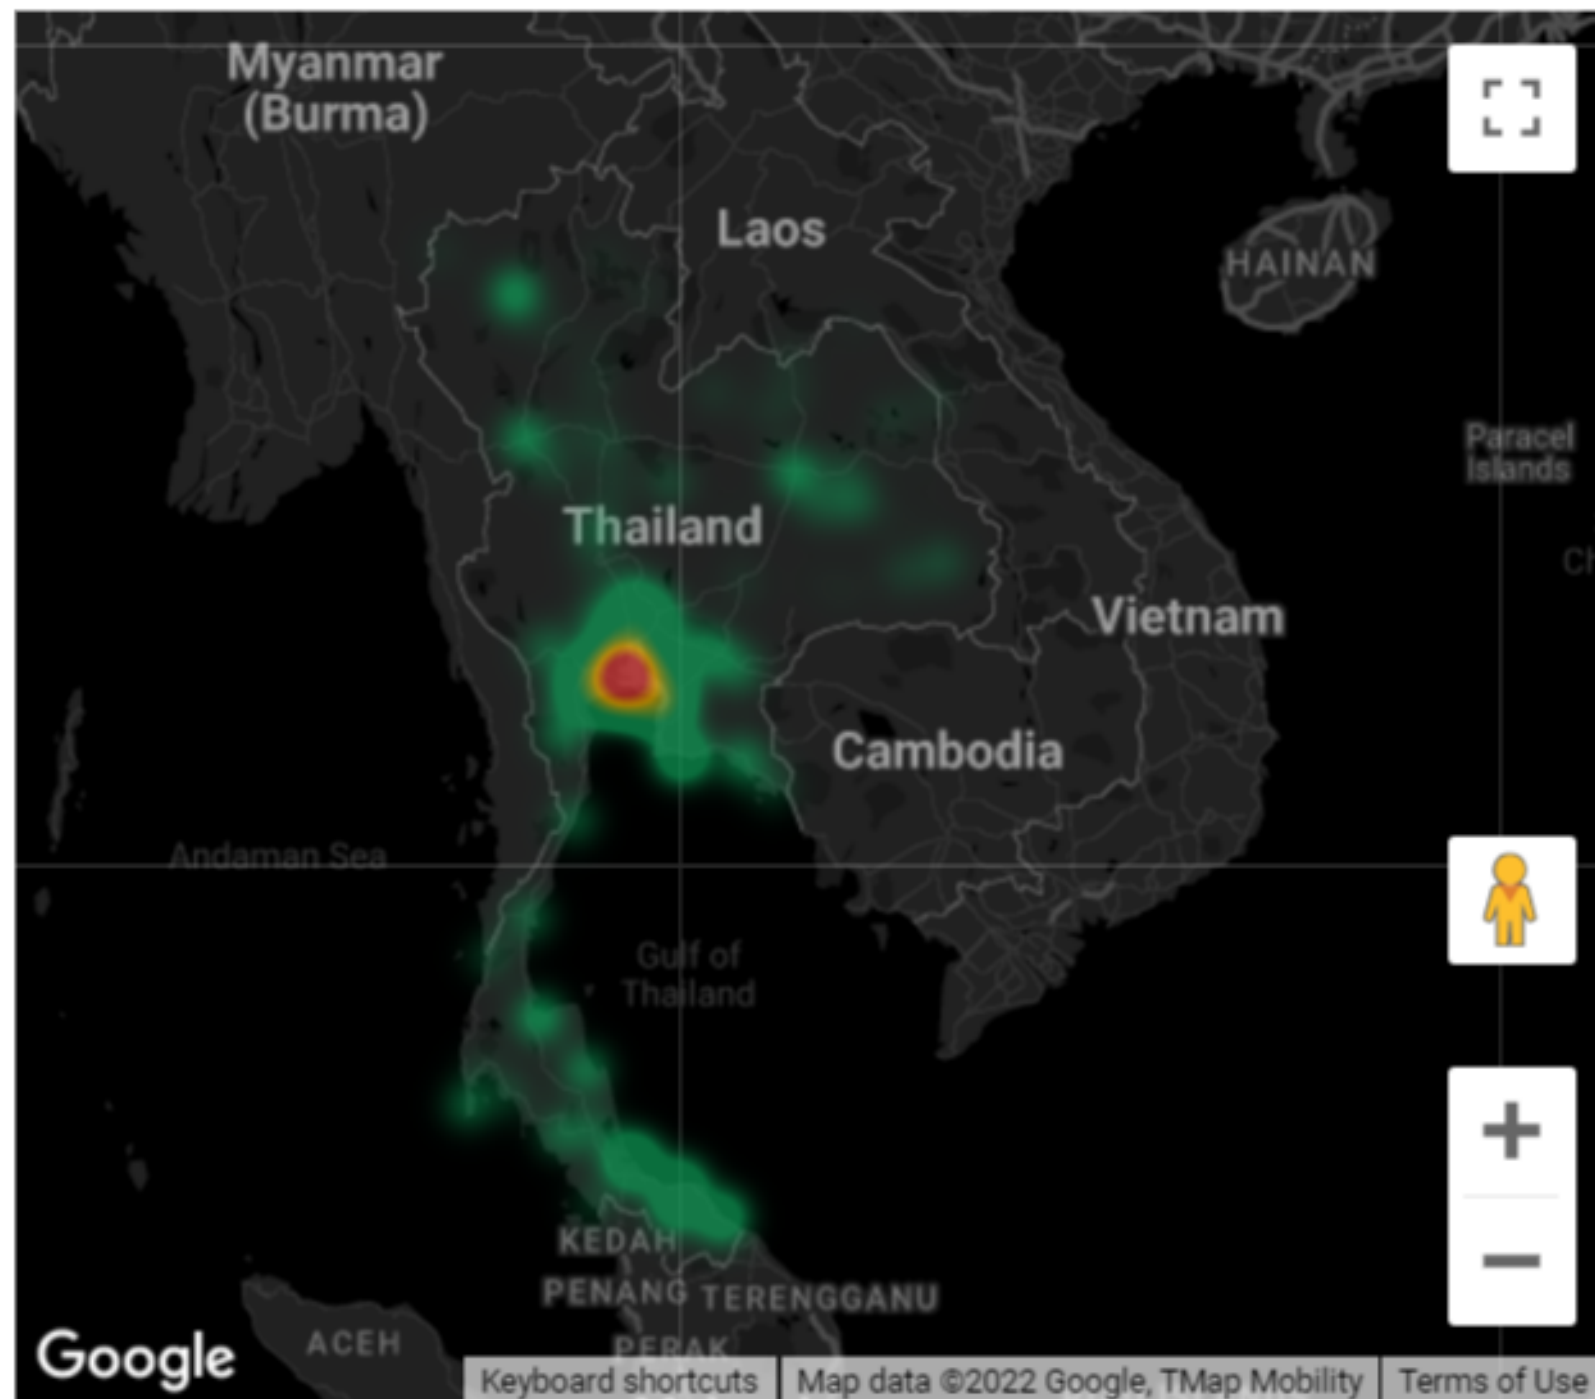 Myanmar
(Burma)
Laos
HAINAN
Paracel
Islands
Thailand
Ch
Vietnam
Cambodia
Andaman Sea
Gulf of
Thailand
KEDAH
PENANG
TERENGGANU
ACEH
PERAK
Google
Keyboard shortcuts
Map data ©2022 Google, TMap Mobility
Terms of Use